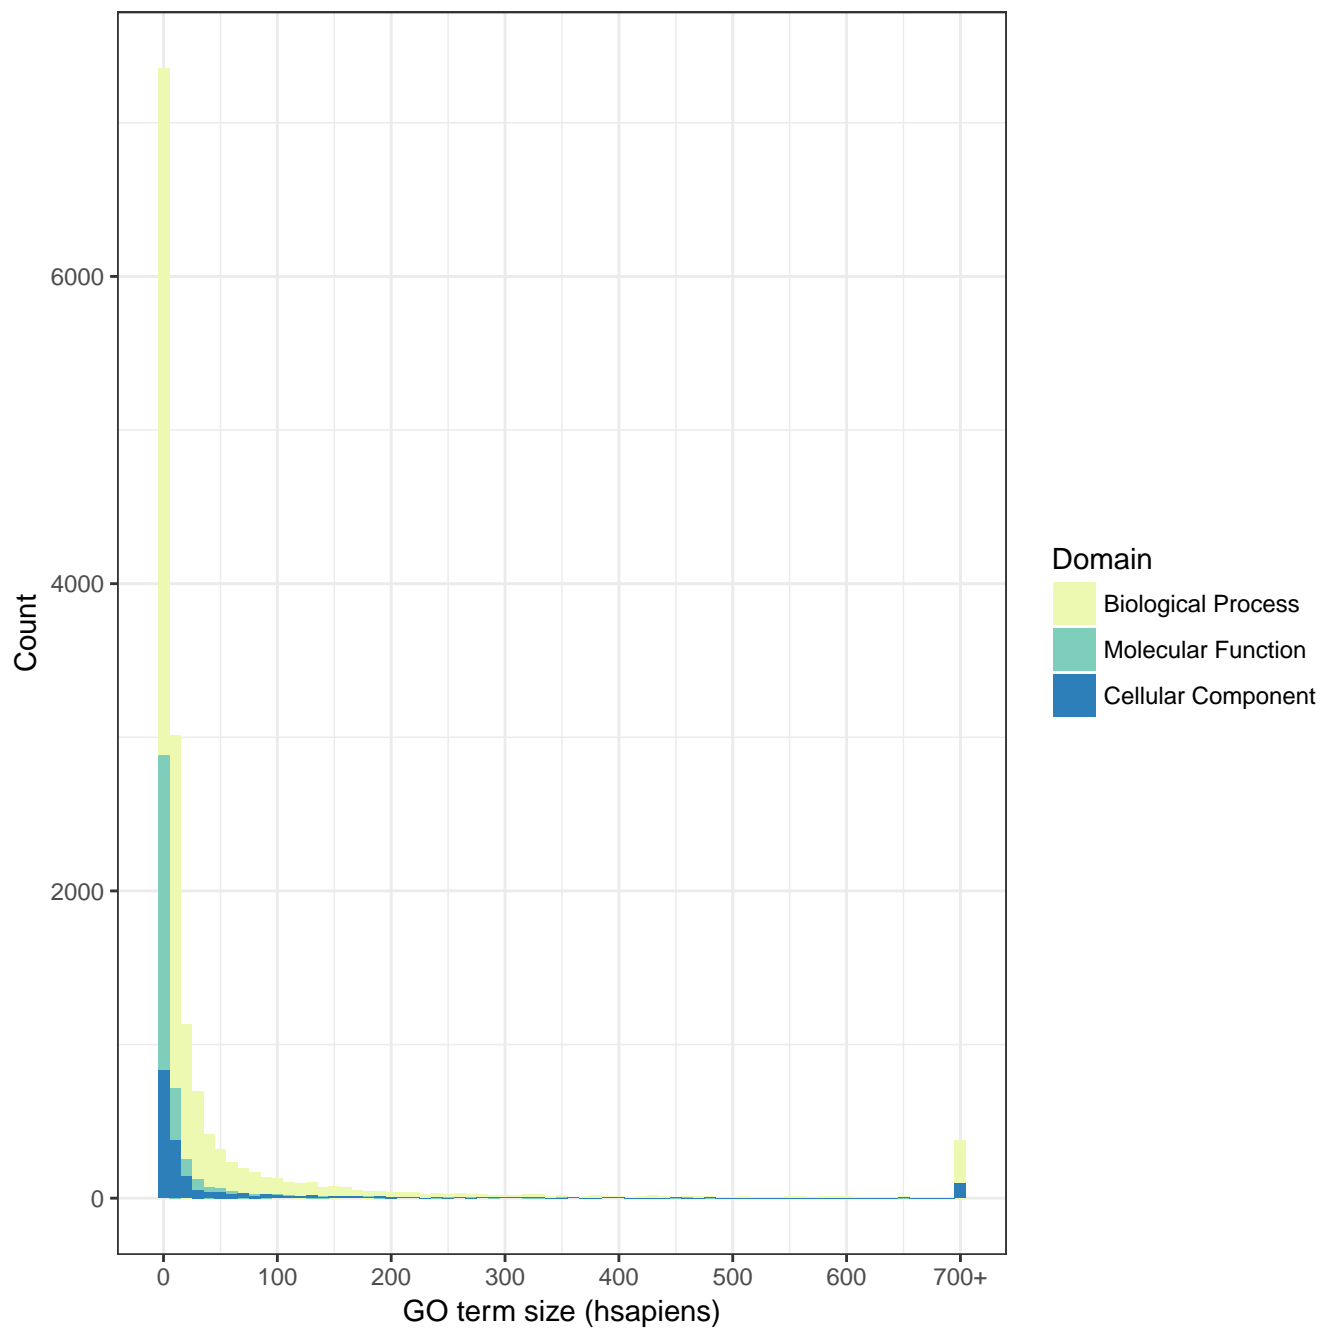 6000
4000
2000
0
Count
0 100 200 300 400 500 600 700+
GO term size (hsapiens)
Domain
Biological Process
Molecular Function
Cellular Component